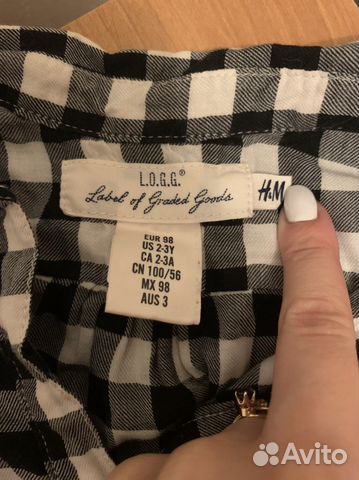 L.O.G.G.®
Label of Graded Goods
H&M
EUR 98
US 2-3Y
CA 2-3A
CN 100/56
MX 98
AUS 3
Avito